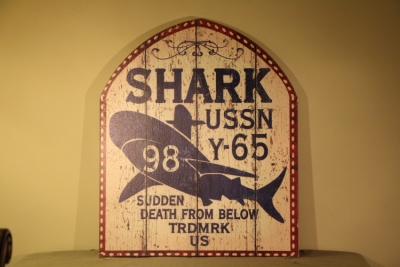 SHARK
USSN
Y-65
98
SUDDEN
DEATH FROM BELOW
TRDMRK
US